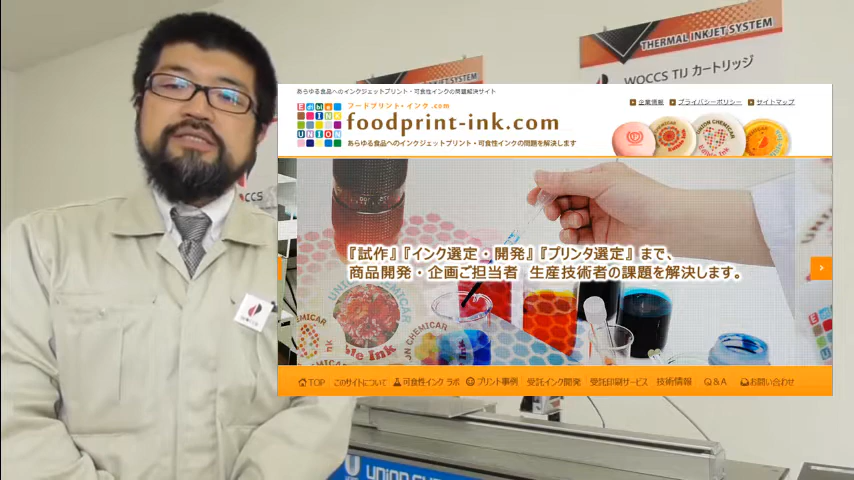 THERMAL INKJET SYSTEM
WOCCS TIJ カートリッジ
あらゆる食品へのインクジェットプリント・可食性インクの問題解決サイト
企業情報 プライバシーポリシー サイトマップ
Edible INK UNION
フードプリント・インク.com
foodprint-ink.com
あらゆる食品へのインクジェットプリント・可食性インクの問題を解決します
UNION CHEMICAR
『試作』『インク選定・開発』『プリンタ選定』まで、
商品開発・企画ご担当者 生産技術者の課題を解決します。
UNION CHEMICAR
Edible Ink
TOP このサイトについて 可食性インク ラボ プリント事例 受託インク開発 受託印刷サービス 技術情報 Q&A お問い合わせ